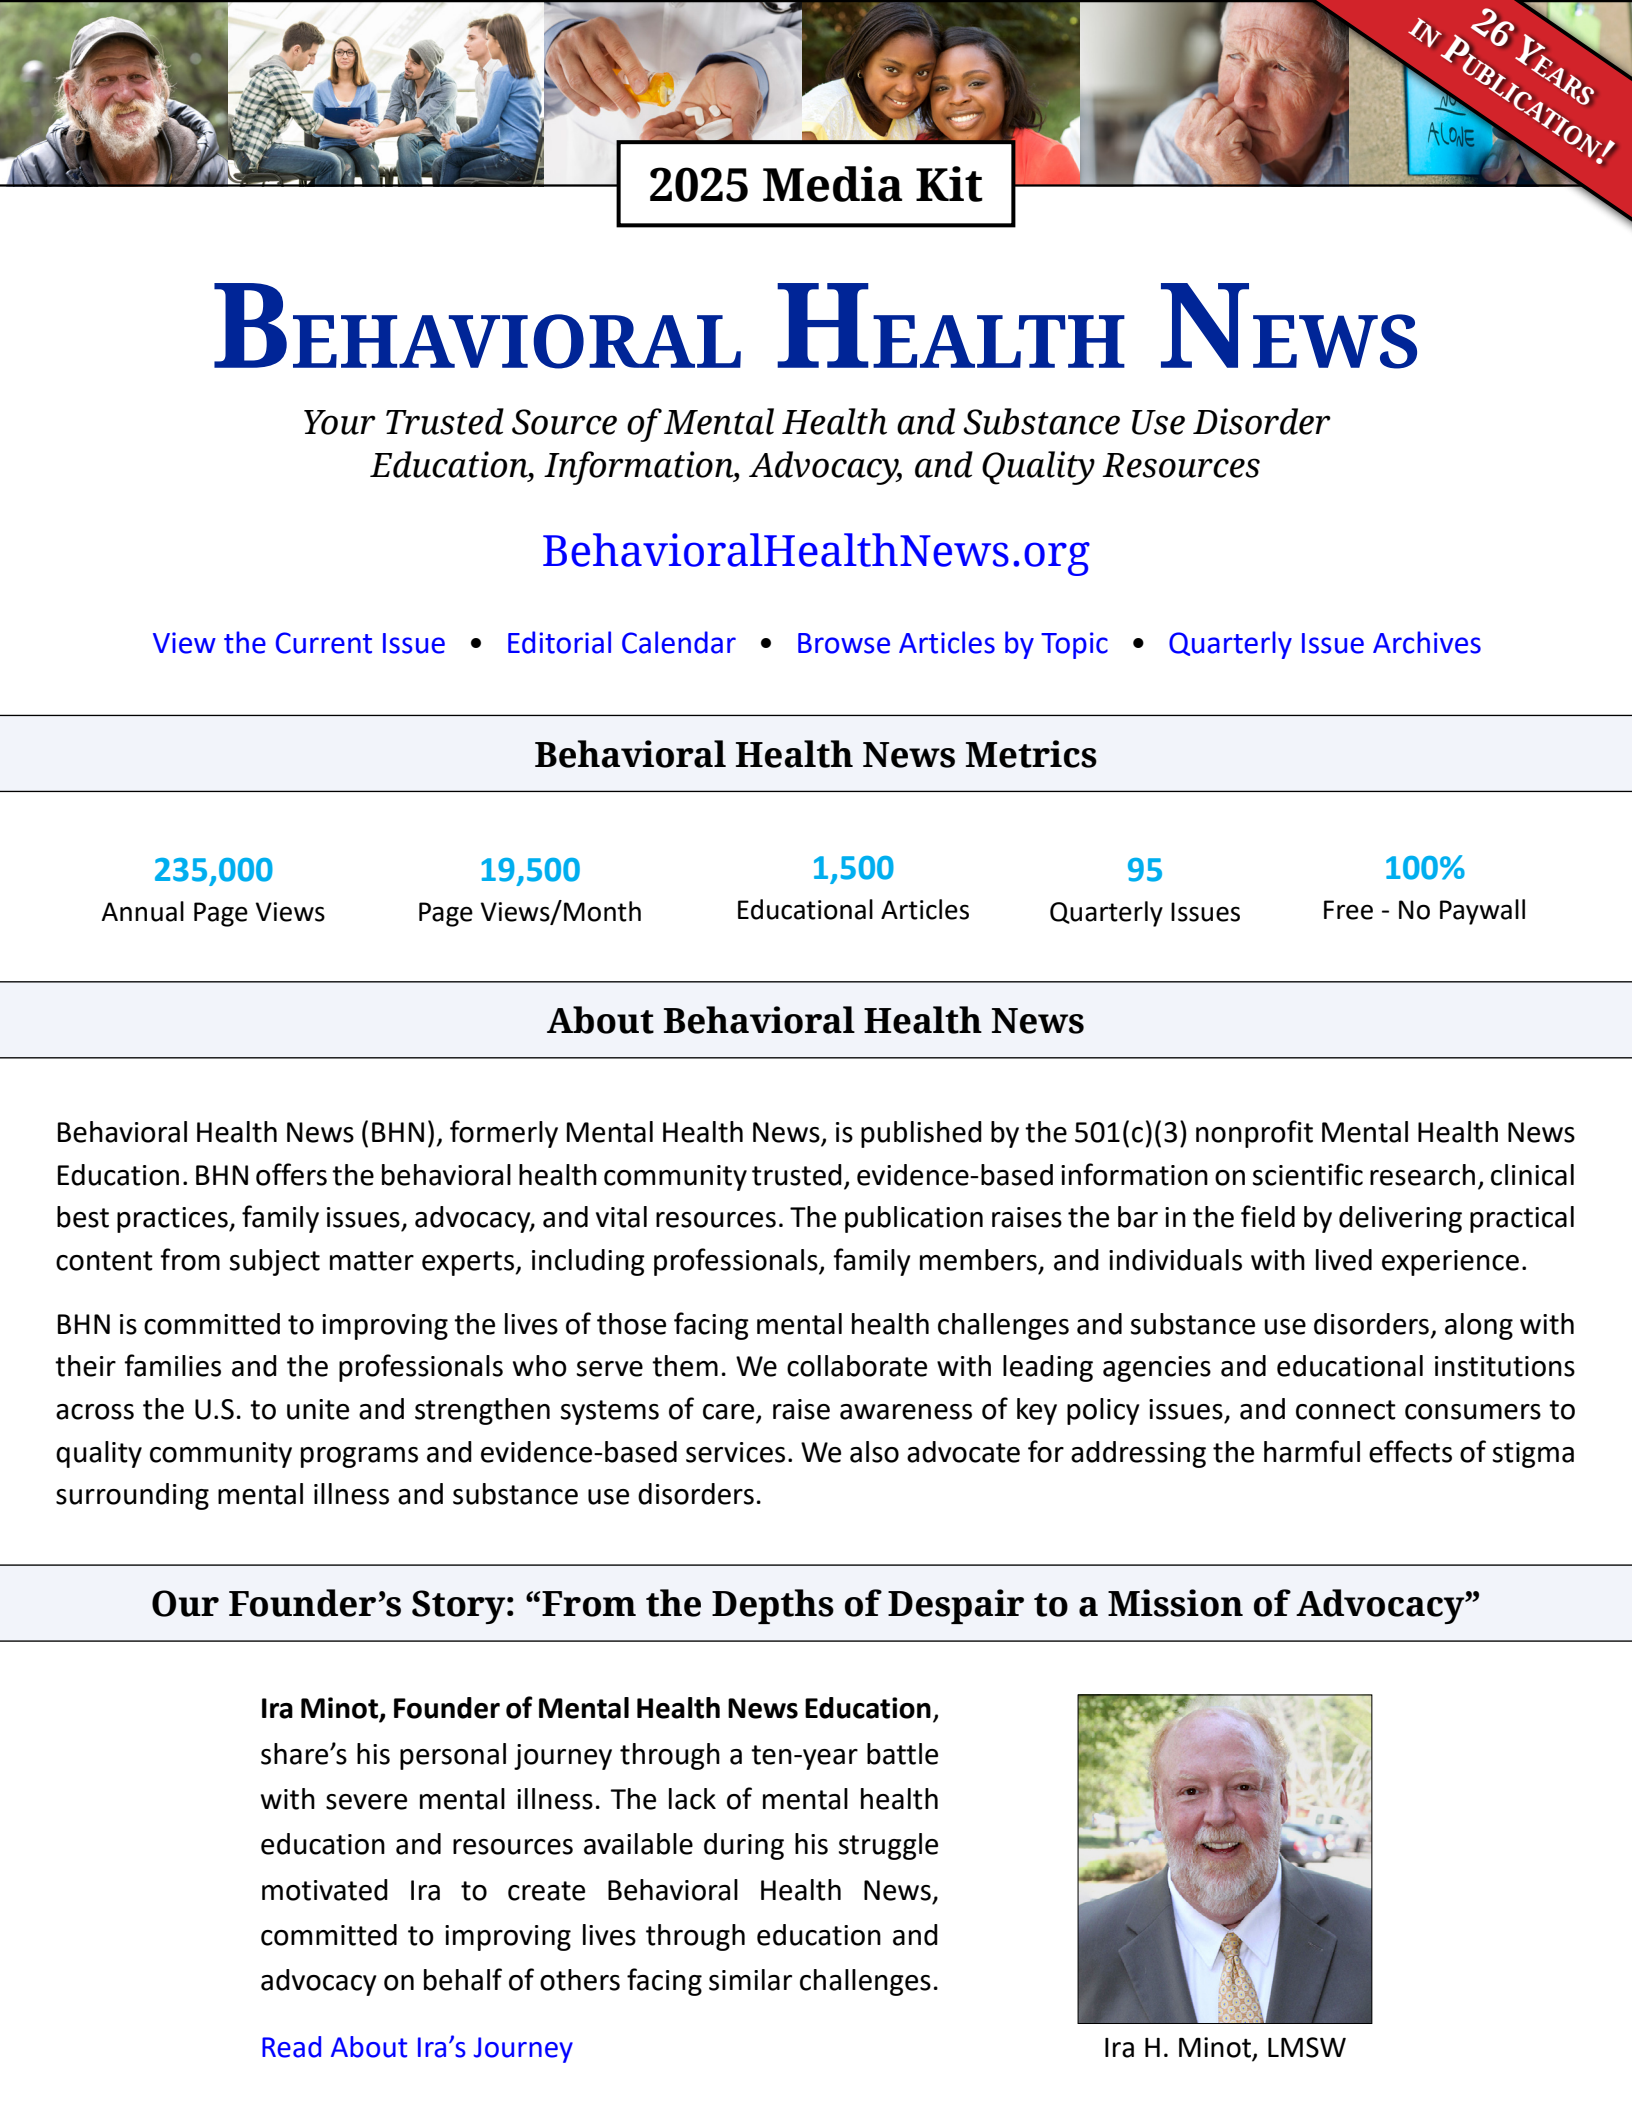 26 Years
in Publication!
ALONE
2025 Media Kit
Behavioral Health News
Your Trusted Source of Mental Health and Substance Use Disorder
Education, Information, Advocacy, and Quality Resources
BehavioralHealthNews.org
View the Current Issue • Editorial Calendar • Browse Articles by Topic • Quarterly Issue Archives
Behavioral Health News Metrics
235,000
Annual Page Views
19,500
Page Views/Month
1,500
Educational Articles
95
Quarterly Issues
100%
Free - No Paywall
About Behavioral Health News
Behavioral Health News (BHN), formerly Mental Health News, is published by the 501(c)(3) nonprofit Mental Health News
Education. BHN offers the behavioral health community trusted, evidence-based information on scientific research, clinical
best practices, family issues, advocacy, and vital resources. The publication raises the bar in the field by delivering practical
content from subject matter experts, including professionals, family members, and individuals with lived experience.
BHN is committed to improving the lives of those facing mental health challenges and substance use disorders, along with
their families and the professionals who serve them. We collaborate with leading agencies and educational institutions
across the U.S. to unite and strengthen systems of care, raise awareness of key policy issues, and connect consumers to
quality community programs and evidence-based services. We also advocate for addressing the harmful effects of stigma
surrounding mental illness and substance use disorders.
Our Founder’s Story: “From the Depths of Despair to a Mission of Advocacy”
Ira Minot, Founder of Mental Health News Education,
share’s his personal journey through a ten-year battle
with severe mental illness. The lack of mental health
education and resources available during his struggle
motivated Ira to create Behavioral Health News,
committed to improving lives through education and
advocacy on behalf of others facing similar challenges.
Read About Ira’s Journey
Ira H. Minot, LMSW